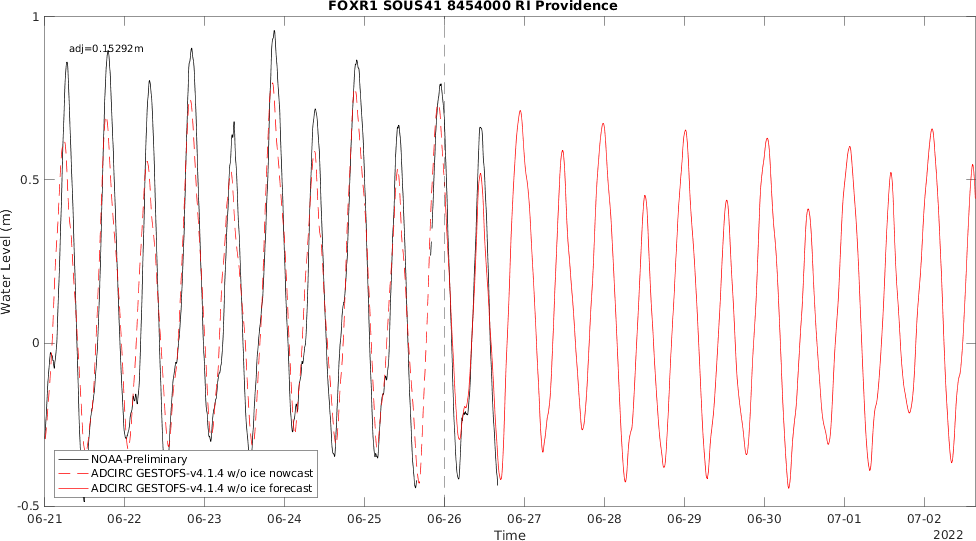 FOXR1 SOUS41 8454000 RI Providence
adj=0.15292m
Water Level (m)
1
0.5
0
-0.5
NOAA-Preliminary
ADCIRC GESTOFS-v4.1.4 w/o ice nowcast
ADCIRC GESTOFS-v4.1.4 w/o ice forecast
06-21 06-22 06-23 06-24 06-25 06-26 06-27 06-28 06-29 06-30 07-01 07-02
Time
2022